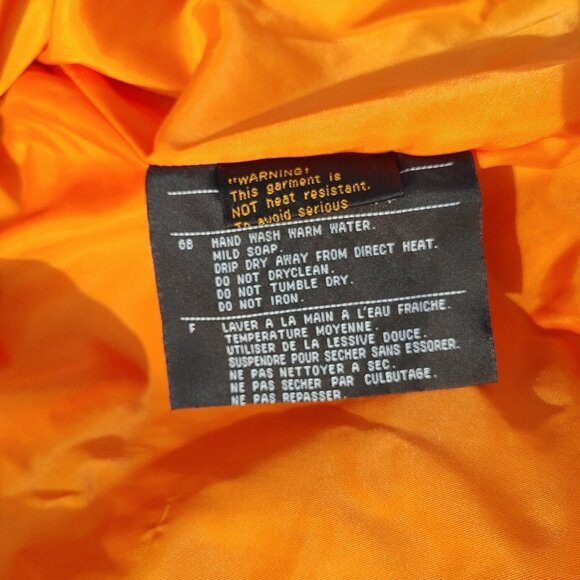 "WARNING!
This garment is
NOT heat resistant.
To avoid serious
GB HAND WASH WARM WATER.
MILD SOAP.
DRIP DRY AWAY FROM DIRECT HEAT.
DO NOT DRYCLEAN.
DO NOT TUMBLE DRY.
DO NOT IRON.
F LAVER A LA MAIN A L'EAU FRAICHE.
TEMPERATURE MOYENNE.
UTILISER DE LA LESSIVE DOUCE.
SUSPENDRE POUR SECHER SANS ESSORER.
NE PAS NETTOYER A SEC.
NE PAS SECHER PAR CULBUTAGE.
NE PAS REPASSER.